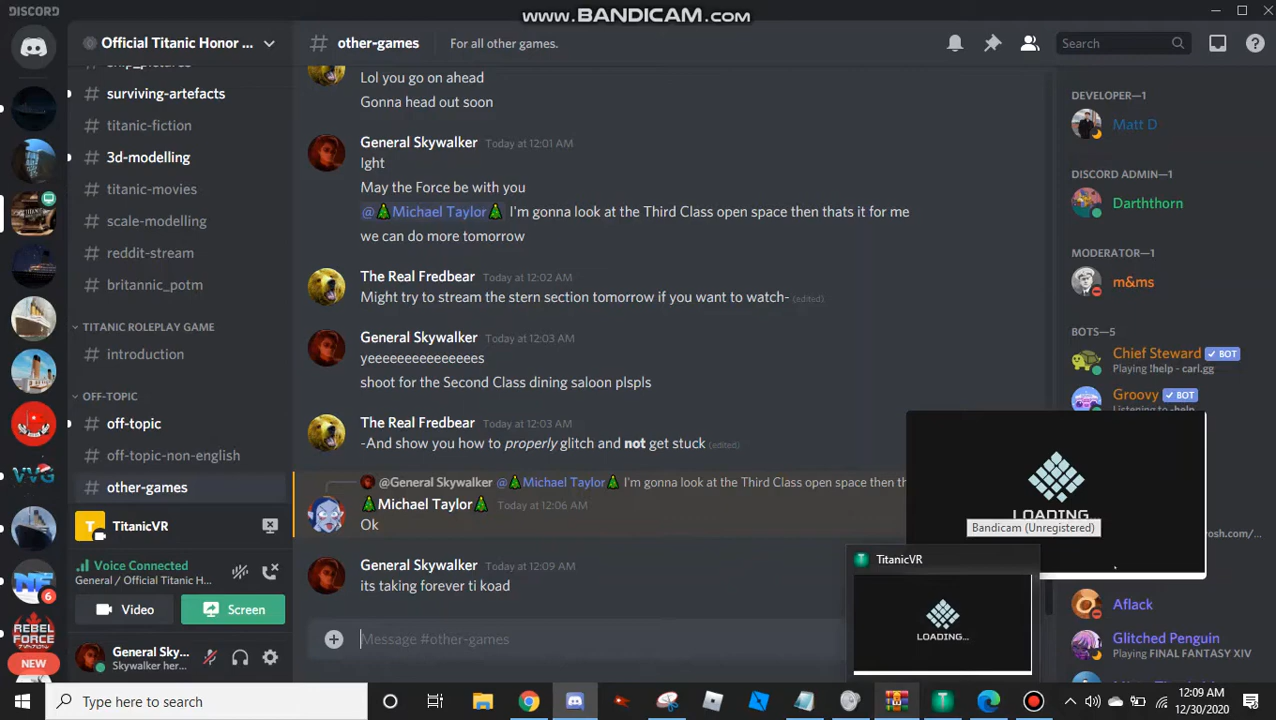 DISCORD
www.BANDICAM.com
Official Titanic Honor ...
# other-games
For all other games.
Search
# ship_pictures
# surviving-artefacts
# titanic-fiction
# 3d-modelling
# titanic-movies
# scale-modelling
# reddit-stream
# britannic_potm
TITANIC ROLEPLAY GAME
# introduction
OFF-TOPIC
# off-topic
# off-topic-non-english
# other-games
T TitanicVR
Voice Connected
General / Official Titanic H...
Video
Screen
General Sky...
Skywalker her...
VVG
NF
6
REBEL
FORCE
NEW
Lol you go on ahead
Gonna head out soon
General Skywalker Today at 12:01 AM
Ight
May the Force be with you
@🎄Michael Taylor🎄 I'm gonna look at the Third Class open space then thats it for me
we can do more tomorrow
The Real Fredbear Today at 12:02 AM
Might try to stream the stern section tomorrow if you want to watch- (edited)
General Skywalker Today at 12:03 AM
yeeeeeeeeeeeeees
shoot for the Second Class dining saloon plspls
The Real Fredbear Today at 12:03 AM
-And show you how to properly glitch and not get stuck (edited)
@General Skywalker @🎄Michael Taylor🎄 I'm gonna look at the Third Class open space then th
🎄Michael Taylor🎄 Today at 12:06 AM
Ok
General Skywalker Today at 12:09 AM
its taking forever ti koad
Message #other-games
DEVELOPER—1
Matt D
DISCORD ADMIN—1
Darththorn
MODERATOR—1
m&ms
BOTS—5
Chief Steward ✓ BOT
Playing !help - carl.gg
Groovy ✓ BOT
Listening to -help
LOADING
Bandicam (Unregistered)
osh.com/...
TitanicVR
LOADING...
Aflack
Glitched Penguin
Playing FINAL FANTASY XIV
Type here to search
12:09 AM
12/30/2020